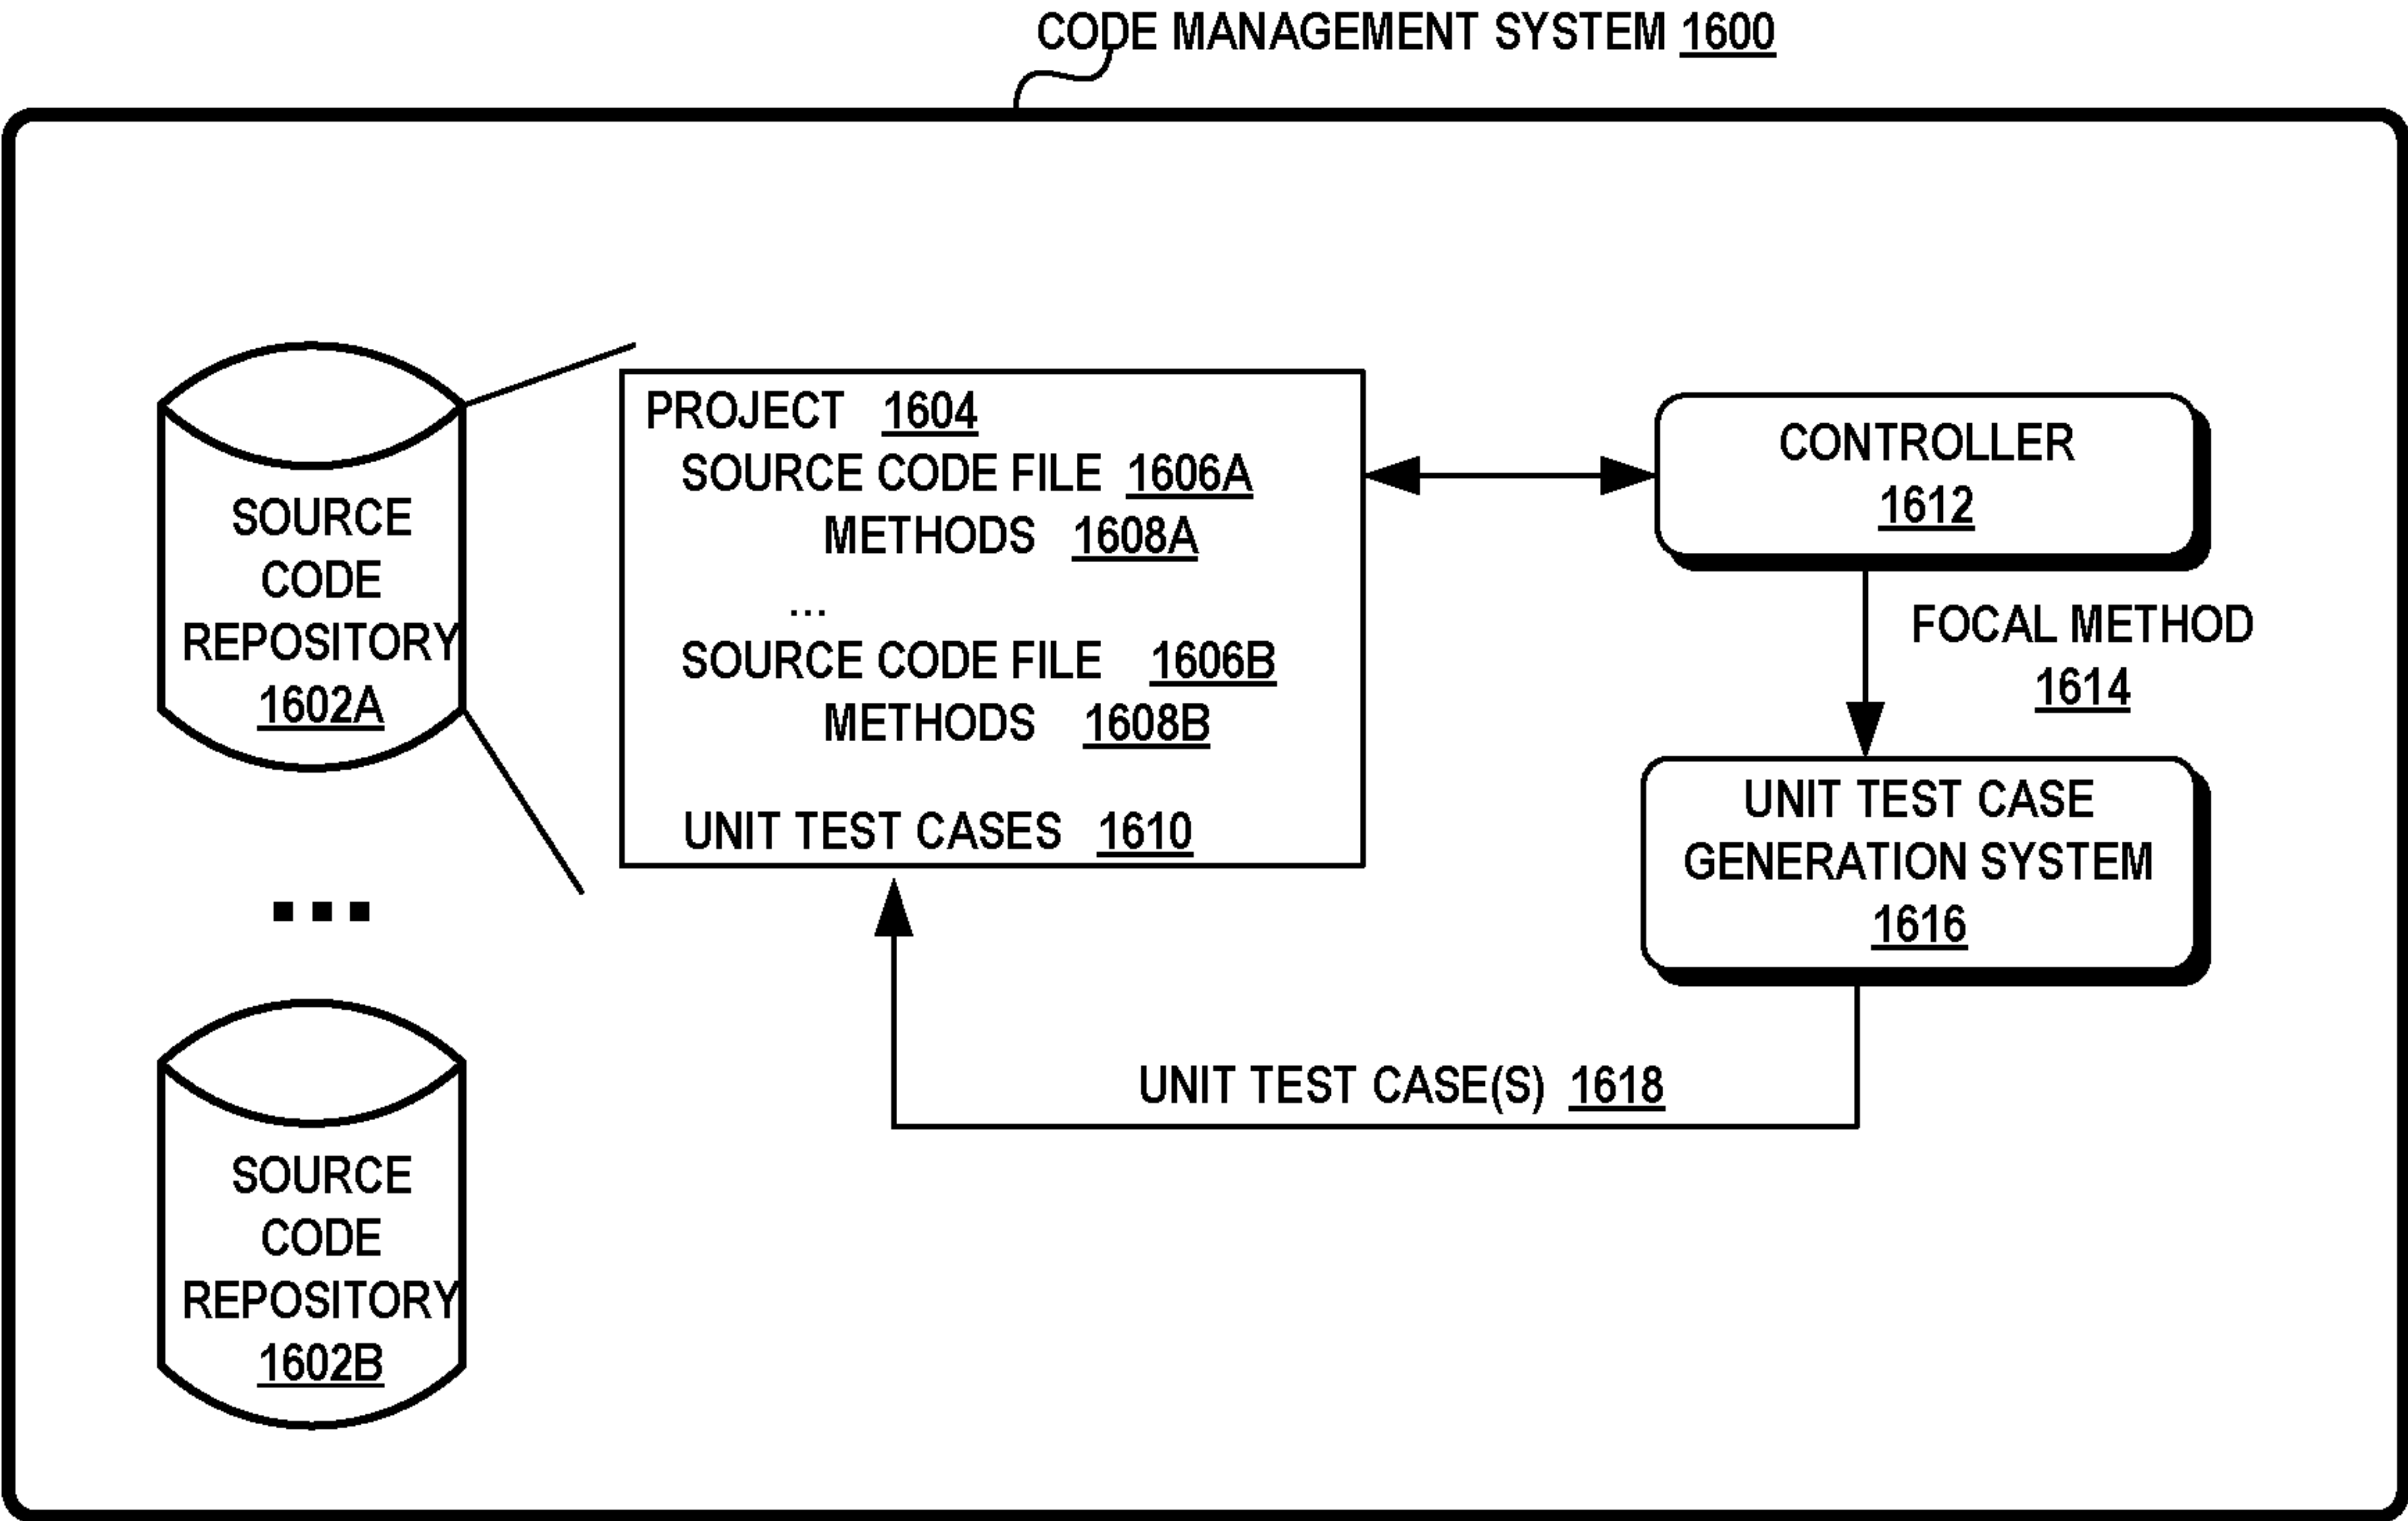 CODE MANAGEMENT SYSTEM 1600
SOURCE
CODE
REPOSITORY
1602A
...
SOURCE
CODE
REPOSITORY
1602B
PROJECT 1604
SOURCE CODE FILE 1606A
METHODS 1608A
...
SOURCE CODE FILE 1606B
METHODS 1608B
UNIT TEST CASES 1610
CONTROLLER
1612
FOCAL METHOD
1614
UNIT TEST CASE
GENERATION SYSTEM
1616
UNIT TEST CASE(S) 1618